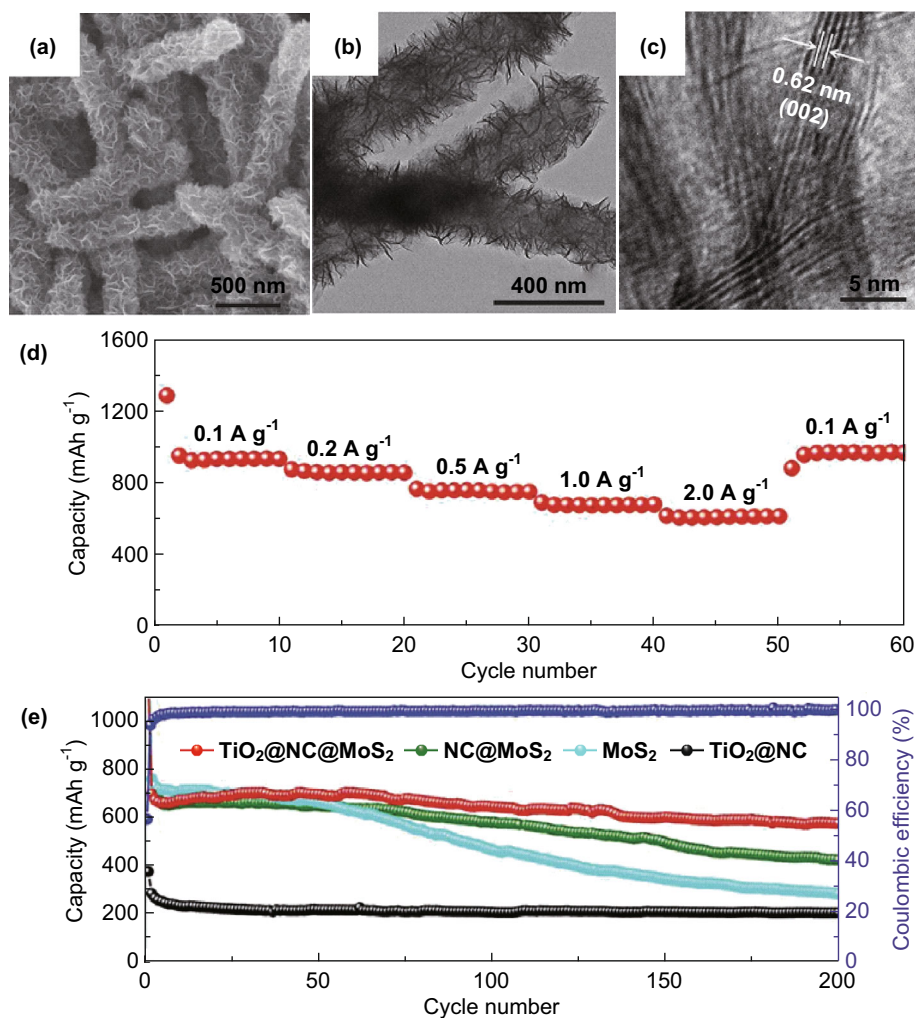 (a)
500 nm
(b)
400 nm
(c)
0.62 nm
(002)
5 nm
(d)
Capacity (mAh g⁻¹)
1600
1200
800
400
0
0.1 A g⁻¹
0.2 A g⁻¹
0.5 A g⁻¹
1.0 A g⁻¹
2.0 A g⁻¹
0.1 A g⁻¹
0 10 20 30 40 50 60
Cycle number
(e)
Capacity (mAh g⁻¹)
1000
800
600
400
200
0
TiO₂@NC@MoS₂ NC@MoS₂ MoS₂ TiO₂@NC
100
80
60
40
20
0
Coulombic efficiency (%)
0 50 100 150 200
Cycle number